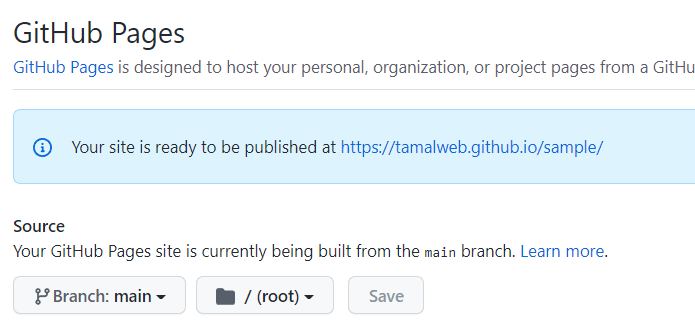 GitHub Pages
GitHub Pages is designed to host your personal, organization, or project pages from a GitHu
Your site is ready to be published at https://tamalweb.github.io/sample/
Source
Your GitHub Pages site is currently being built from the main branch. Learn more.
Branch: main / (root) Save